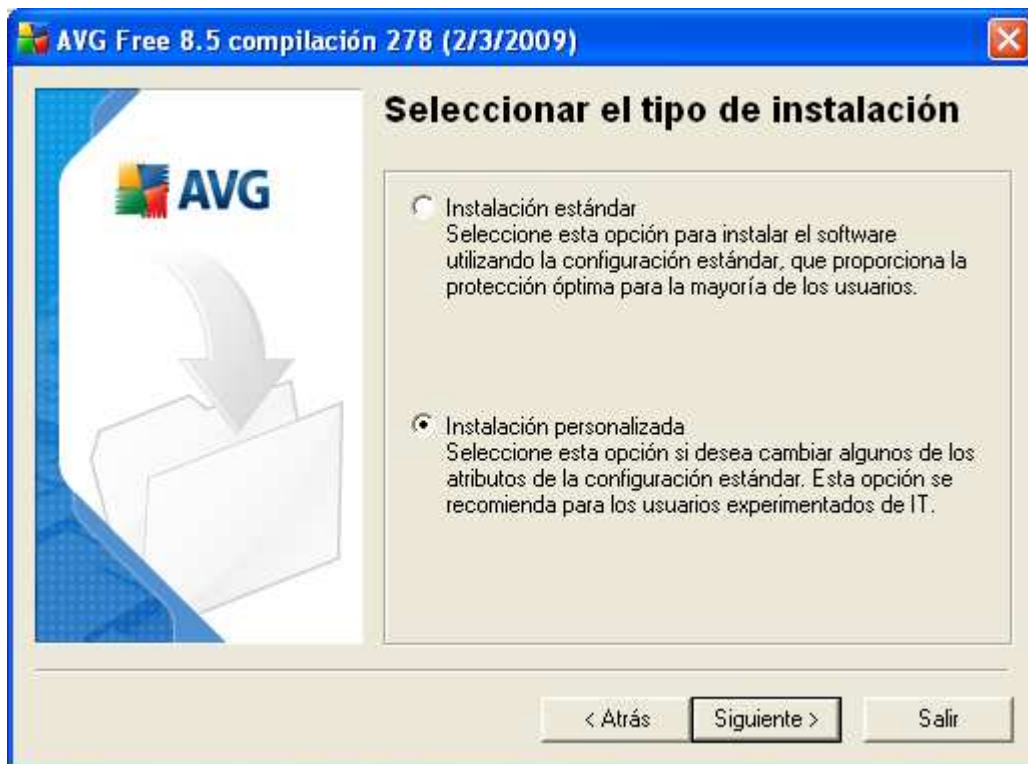 AVG Free 8.5 compilación 278 (2/3/2009)
AVG
Seleccionar el tipo de instalación
Instalación estándar
Seleccione esta opción para instalar el software
utilizando la configuración estándar, que proporciona la
protección óptima para la mayoría de los usuarios.
Instalación personalizada
Seleccione esta opción si desea cambiar algunos de los
atributos de la configuración estándar. Esta opción se
recomienda para los usuarios experimentados de IT.
< Atrás
Siguiente >
Salir